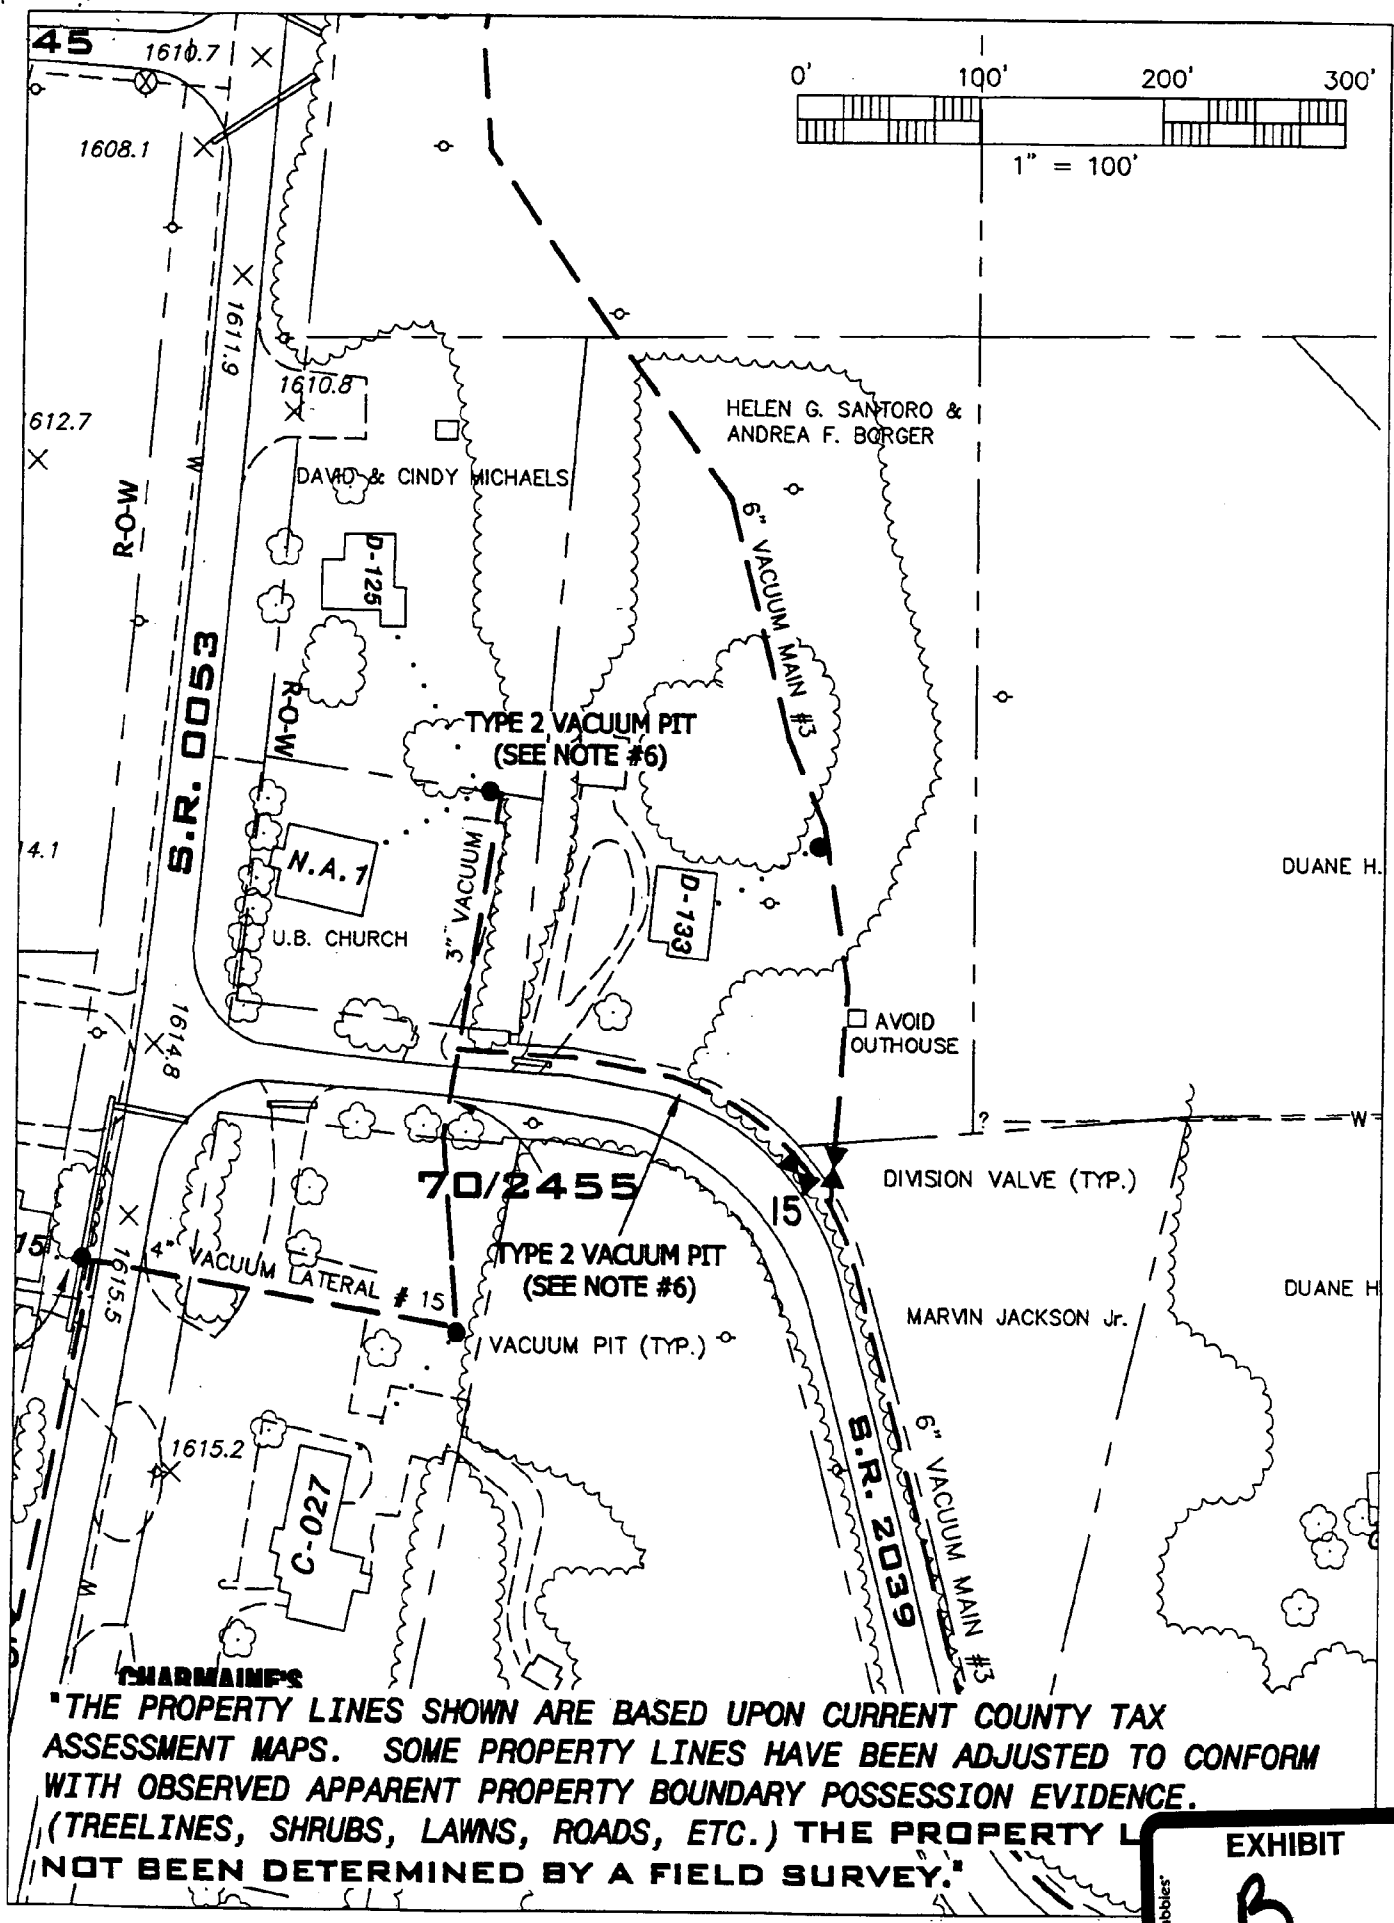 45
1610.7
1608.1
0' 100' 200' 300'
1" = 100'
1611.9
1610.8
612.7
HELEN G. SANTORO &
ANDREA F. BORGER
DAVID & CINDY MICHAELS
W
R-O-W
D-125
6" VACUUM MAIN #3
S.R. 0053
R-O-W
TYPE 2 VACUUM PIT
(SEE NOTE #6)
14.1
N.A.1
3" VACUUM
D-133
DUANE H.
U.B. CHURCH
1614.8
AVOID
OUTHOUSE
?
W
70/2455
DIVISION VALVE (TYP.)
15
15
TYPE 2 VACUUM PIT
(SEE NOTE #6)
4" VACUUM LATERAL # 15
1615.5
DUANE H
MARVIN JACKSON Jr.
VACUUM PIT (TYP.)
1615.2
C-027
S.R. 2039
6" VACUUM MAIN #3
W
CHARMAINE'S
"THE PROPERTY LINES SHOWN ARE BASED UPON CURRENT COUNTY TAX
ASSESSMENT MAPS. SOME PROPERTY LINES HAVE BEEN ADJUSTED TO CONFORM
WITH OBSERVED APPARENT PROPERTY BOUNDARY POSSESSION EVIDENCE.
(TREELINES, SHRUBS, LAWNS, ROADS, ETC.) THE PROPERTY L
NOT BEEN DETERMINED BY A FIELD SURVEY."
EXHIBIT
B